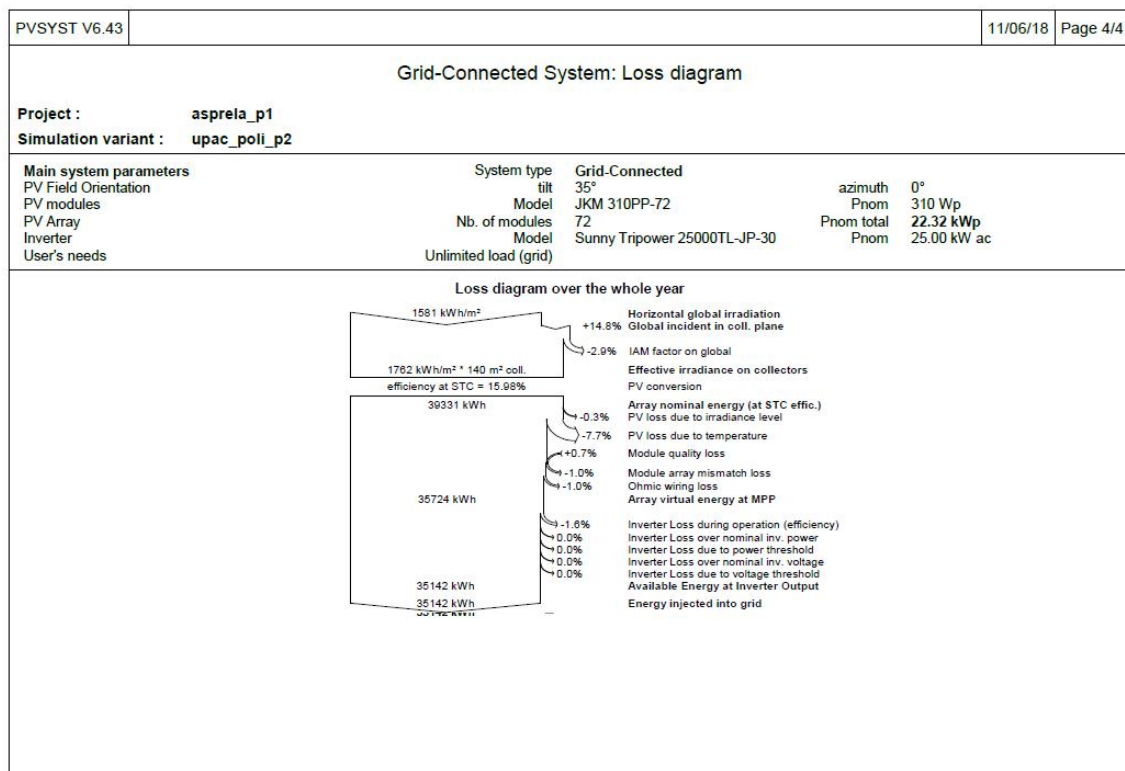 PVSYST V6.43 11/06/18 Page 4/4
Grid-Connected System: Loss diagram
Project : asprela_p1
Simulation variant : upac_poli_p2
Main system parameters System type Grid-Connected
PV Field Orientation tilt 35° azimuth 0°
PV modules Model JKM 310PP-72 Pnom 310 Wp
PV Array Nb. of modules 72 Pnom total 22.32 kWp
Inverter Model Sunny Tripower 25000TL-JP-30 Pnom 25.00 kW ac
User's needs Unlimited load (grid)
Loss diagram over the whole year
1581 kWh/m² Horizontal global irradiation
+14.8% Global incident in coll. plane
-2.9% IAM factor on global
1762 kWh/m² * 140 m² coll. Effective irradiance on collectors
efficiency at STC = 15.98% PV conversion
39331 kWh Array nominal energy (at STC effic.)
-0.3% PV loss due to irradiance level
-7.7% PV loss due to temperature
+0.7% Module quality loss
-1.0% Module array mismatch loss
-1.0% Ohmic wiring loss
35724 kWh Array virtual energy at MPP
-1.6% Inverter Loss during operation (efficiency)
0.0% Inverter Loss over nominal inv. power
0.0% Inverter Loss due to power threshold
0.0% Inverter Loss over nominal inv. voltage
0.0% Inverter Loss due to voltage threshold
35142 kWh Available Energy at Inverter Output
35142 kWh Energy injected into grid